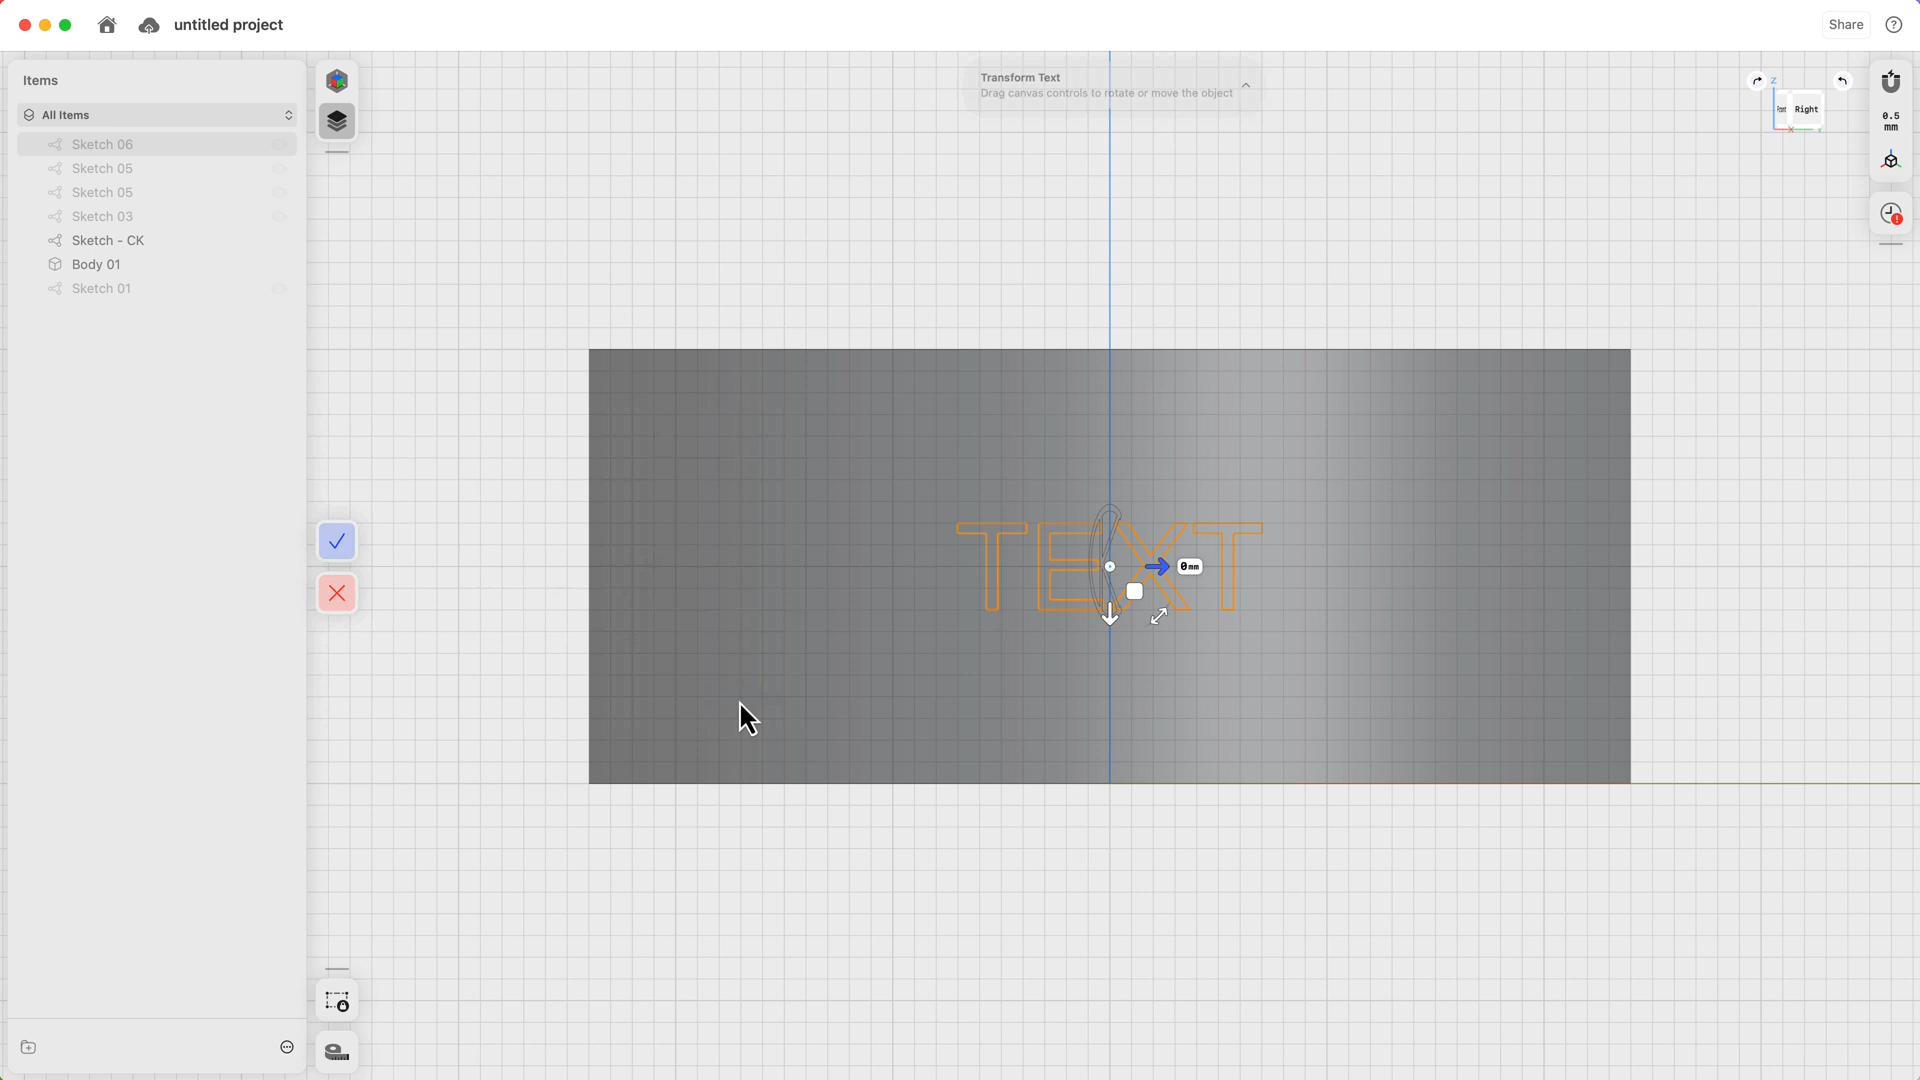 untitled project
Share
Items
All Items
Sketch 06
Sketch 05
Sketch 05
Sketch 03
Sketch - CK
Body 01
Sketch 01
Transform Text
Drag canvas controls to rotate or move the object
Z
Front
Right
X
Y
0.5
mm
TEXT
0mm